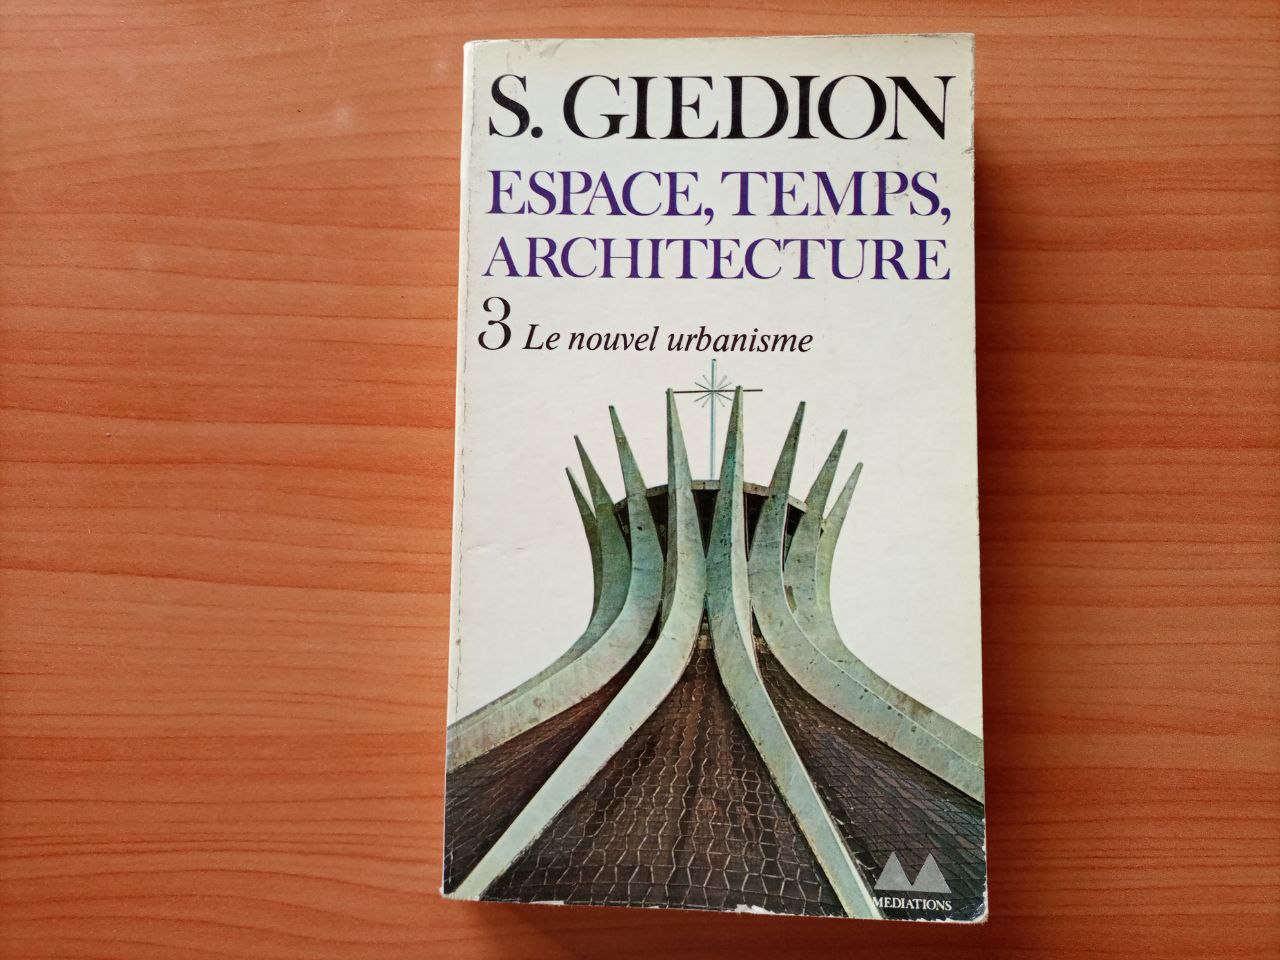 S. GIEDION
ESPACE, TEMPS,
ARCHITECTURE
3 Le nouvel urbanisme
MEDIATIONS